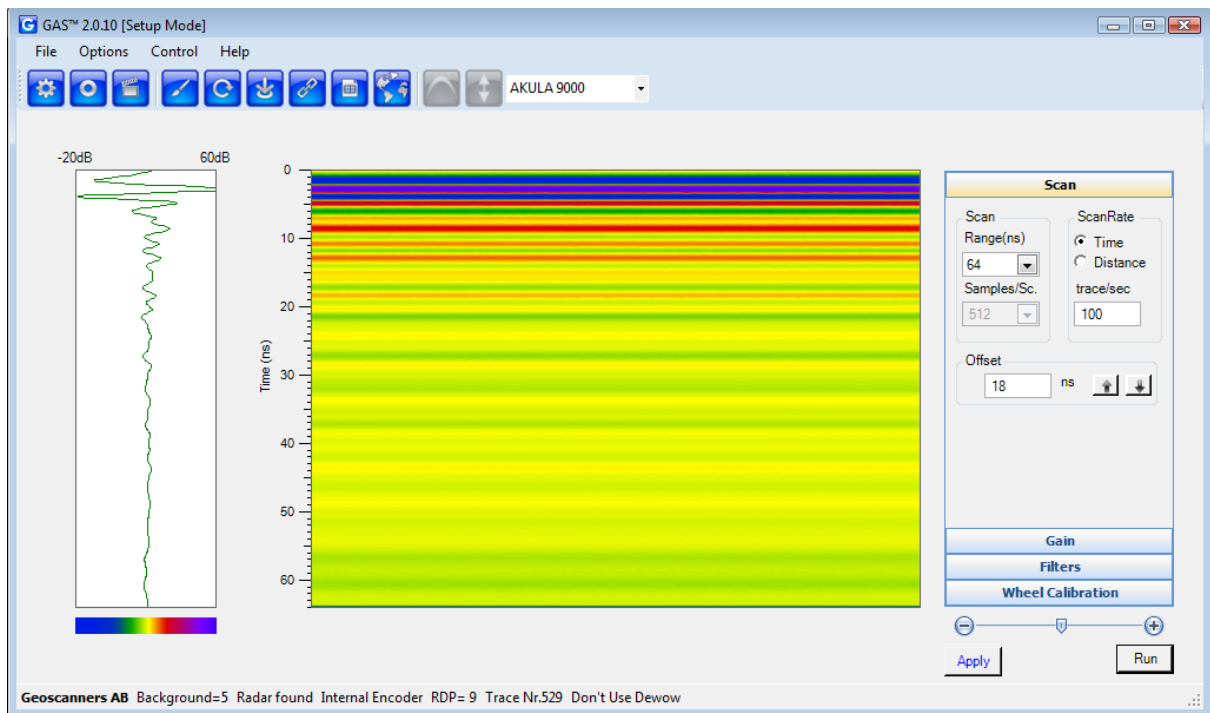 GAS™ 2.0.10 [Setup Mode]
File Options Control Help
AKULA 9000
-20dB 60dB
0
10
20
30
40
50
60
Time (ns)
Scan
Scan
Range(ns)
64
Samples/Sc.
512
ScanRate
Time
Distance
trace/sec
100
Offset
18 ns
Gain
Filters
Wheel Calibration
Apply Run
Geoscanners AB Background=5 Radar found Internal Encoder RDP= 9 Trace Nr.529 Don't Use Dewow